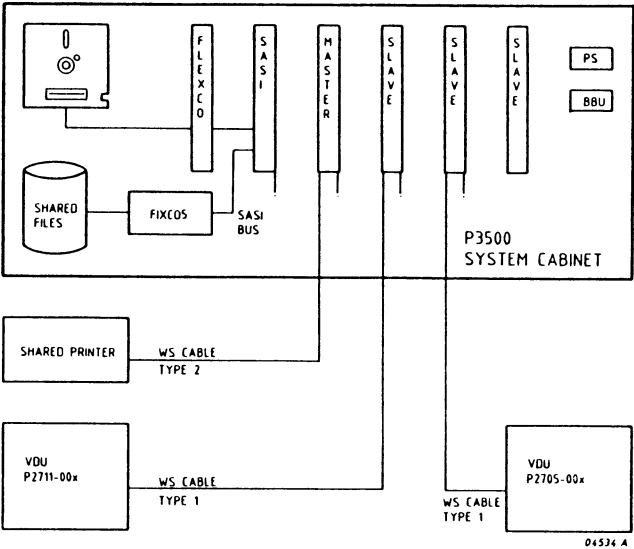 FLEXCO
SASI
MASTER
SLAVE
SLAVE
SLAVE
PS
BBU
SHARED
FILES
FIXCOS
SASI
BUS
P3500
SYSTEM CABINET
SHARED PRINTER
WS CABLE
TYPE 2
VDU
P2711-00x
WS CABLE
TYPE 1
WS CABLE
TYPE 1
VDU
P2705-00x
04534 A